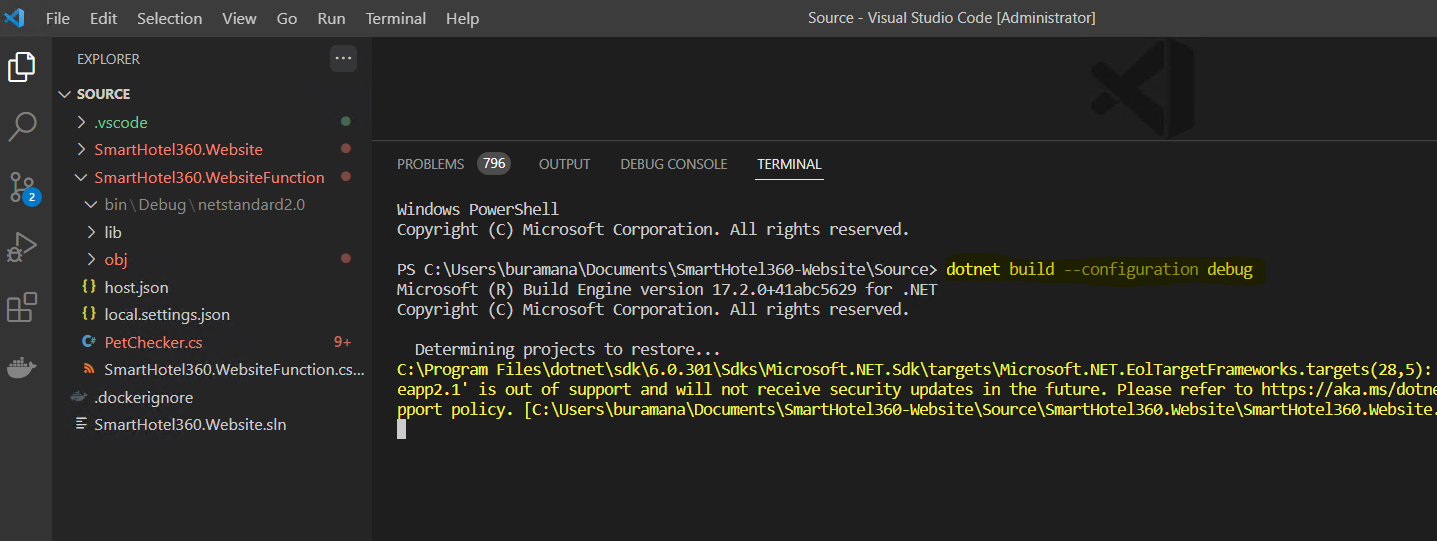 File Edit Selection View Go Run Terminal Help
Source - Visual Studio Code [Administrator]
EXPLORER
SOURCE
.vscode
SmartHotel360.Website
SmartHotel360.WebsiteFunction
bin\Debug\netstandard2.0
lib
obj
host.json
local.settings.json
PetChecker.cs 9+
SmartHotel360.WebsiteFunction.cs...
.dockerignore
SmartHotel360.Website.sln
2
PROBLEMS 796 OUTPUT DEBUG CONSOLE TERMINAL
Windows PowerShell
Copyright (C) Microsoft Corporation. All rights reserved.
PS C:\Users\buramana\Documents\SmartHotel360-Website\Source> dotnet build --configuration debug
Microsoft (R) Build Engine version 17.2.0+41abc5629 for .NET
Copyright (C) Microsoft Corporation. All rights reserved.
Determining projects to restore...
C:\Program Files\dotnet\sdk\6.0.301\Sdks\Microsoft.NET.Sdk\targets\Microsoft.NET.EolTargetFrameworks.targets(28,5):
eapp2.1' is out of support and will not receive security updates in the future. Please refer to https://aka.ms/dotne
pport policy. [C:\Users\buramana\Documents\SmartHotel360-Website\Source\SmartHotel360.Website\SmartHotel360.Website.